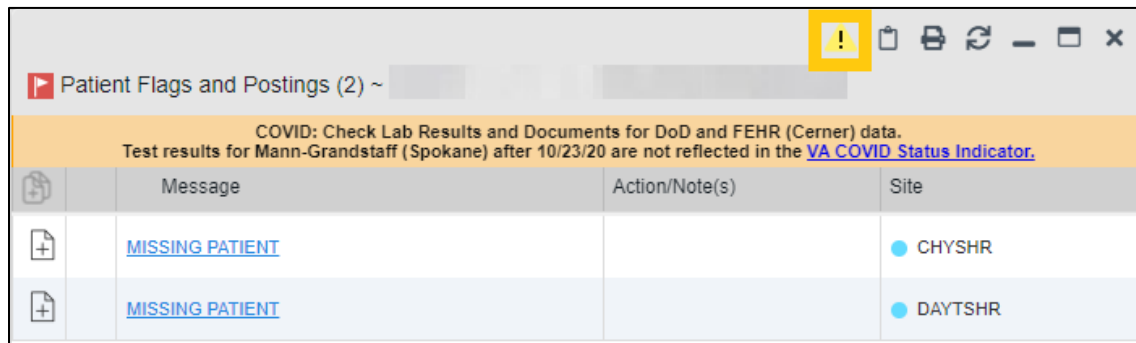 Patient Flags and Postings (2) ~
COVID: Check Lab Results and Documents for DoD and FEHR (Cerner) data.
Test results for Mann-Grandstaff (Spokane) after 10/23/20 are not reflected in the VA COVID Status Indicator.
Message Action/Note(s) Site
MISSING PATIENT CHYSHR
MISSING PATIENT DAYTSHR